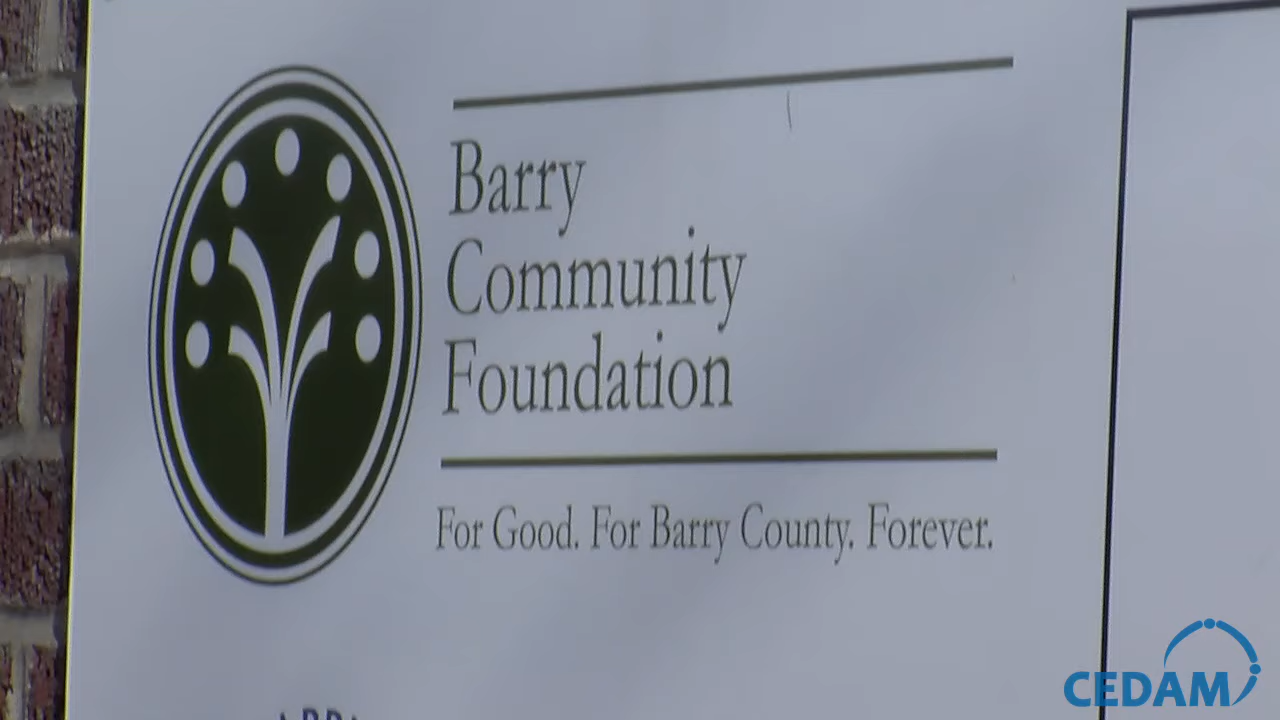 Barry
Community
Foundation
For Good. For Barry County. Forever.
CEDAM